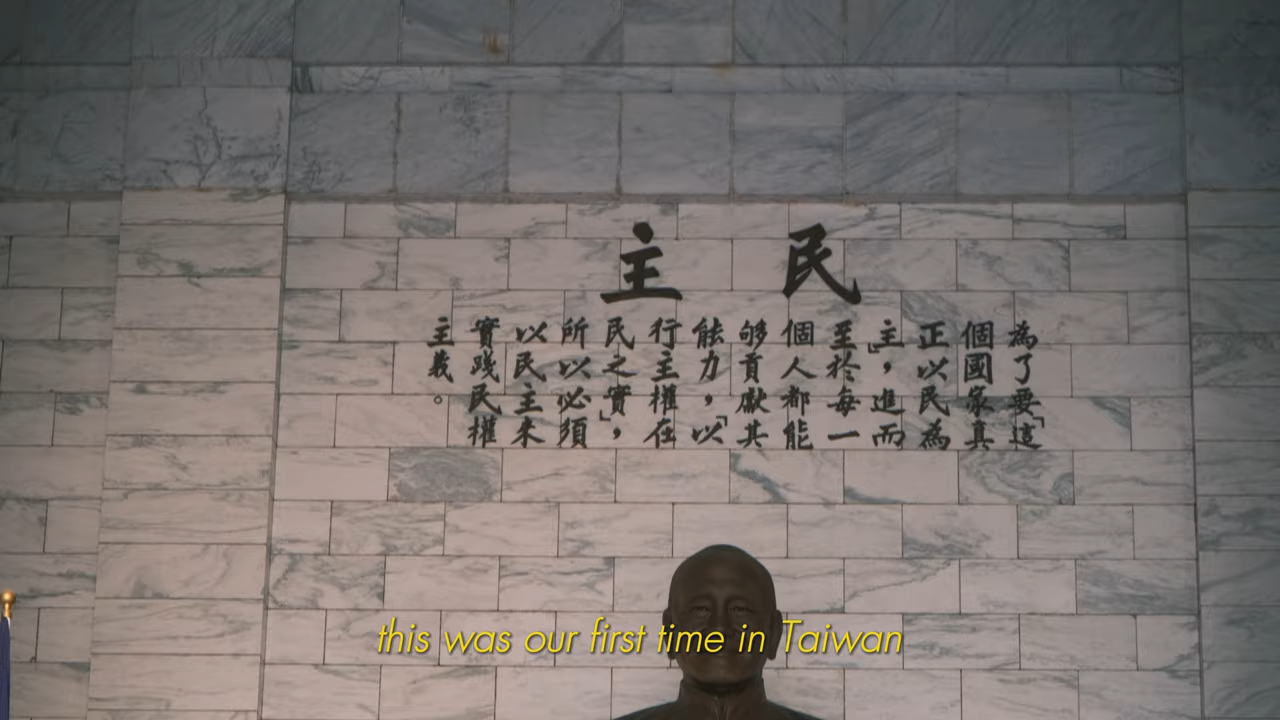 民主
為了要「這
個國家真
正以民為
主」，進而
至於每一
個人都能
够貢獻其
能力，「以
行主權在
民之實」，
所以必須
以民主來
實踐民權
主義。
this was our first time in Taiwan